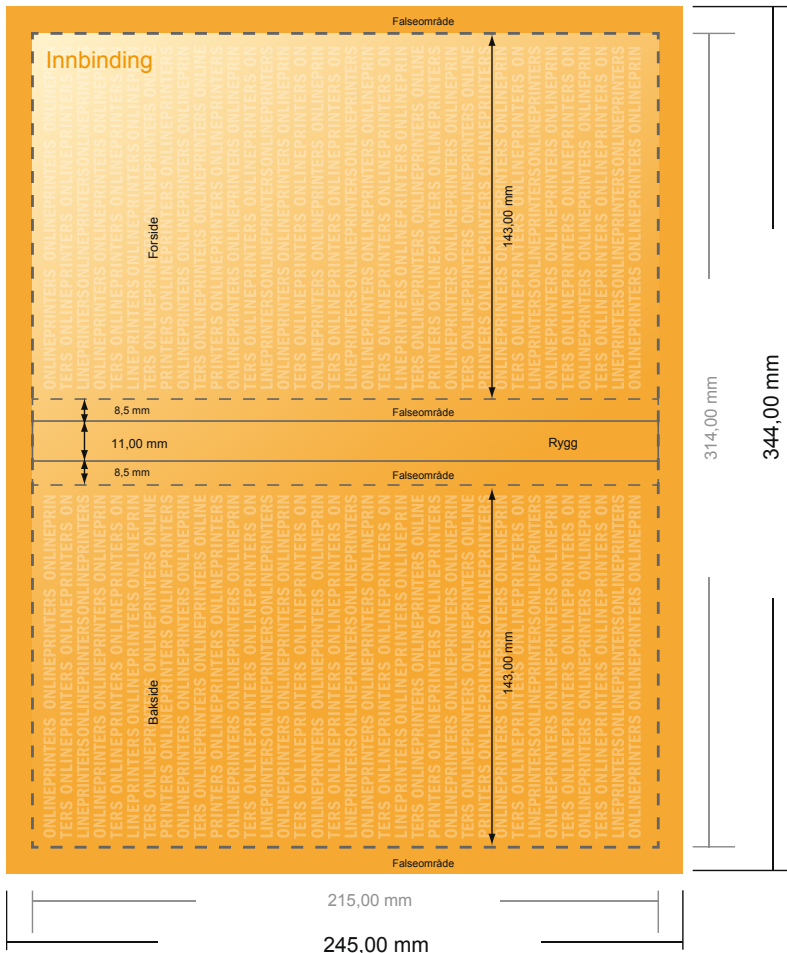 Falseområde
Innbinding
Forside
143,00 mm
8,5 mm
Falseområde
11,00 mm
Rygg
8,5 mm
Falseområde
Bakside
143,00 mm
Falseområde
314,00 mm
344,00 mm
215,00 mm
245,00 mm